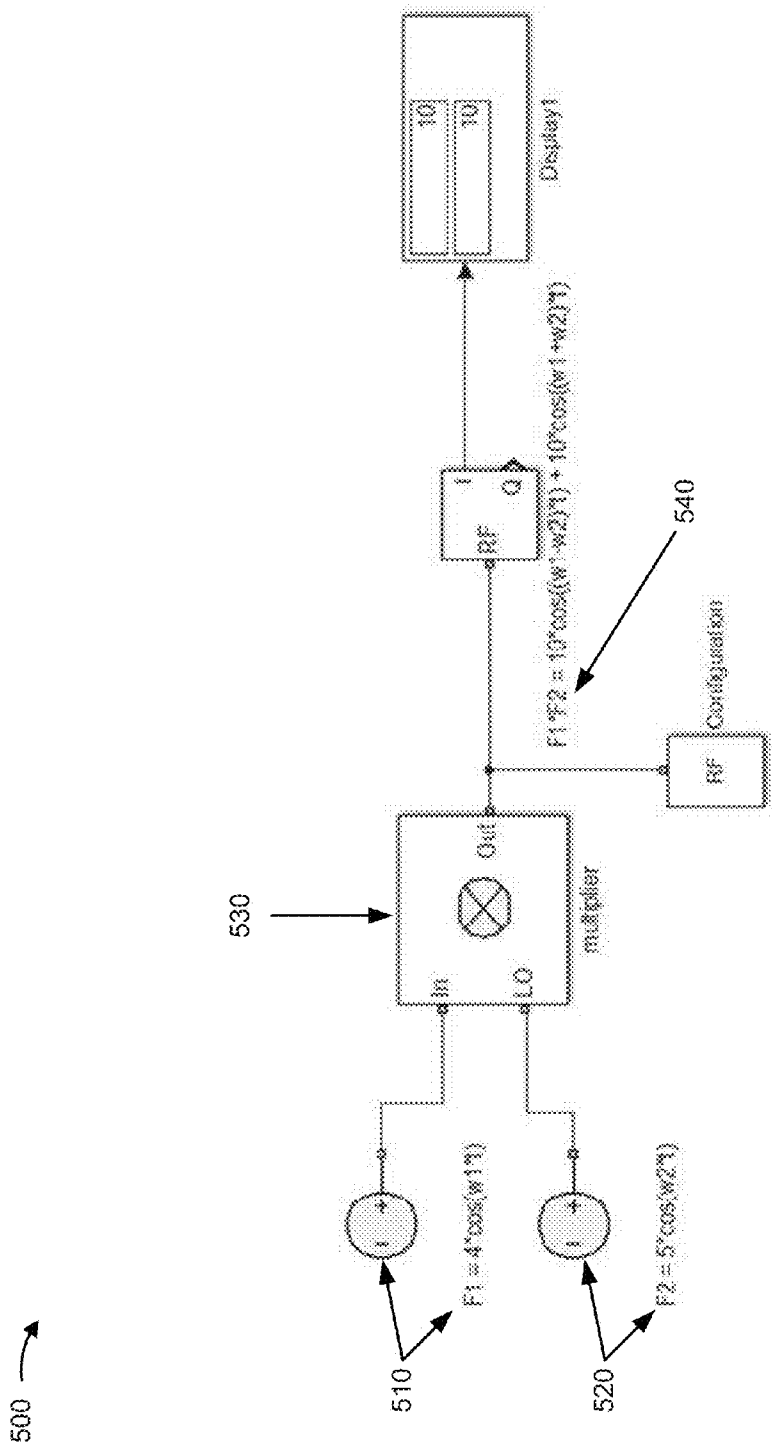 500
510
F1 = 4*cos(w1*t)
520
F2 = 5*cos(w2*t)
530
In
LO
Out
multiplier
RF
Configuration
540
F1*F2 = 10*cos((w1-w2)*t) + 10*cos((w1+w2)*t)
RF
I
Q
10
10
Display1